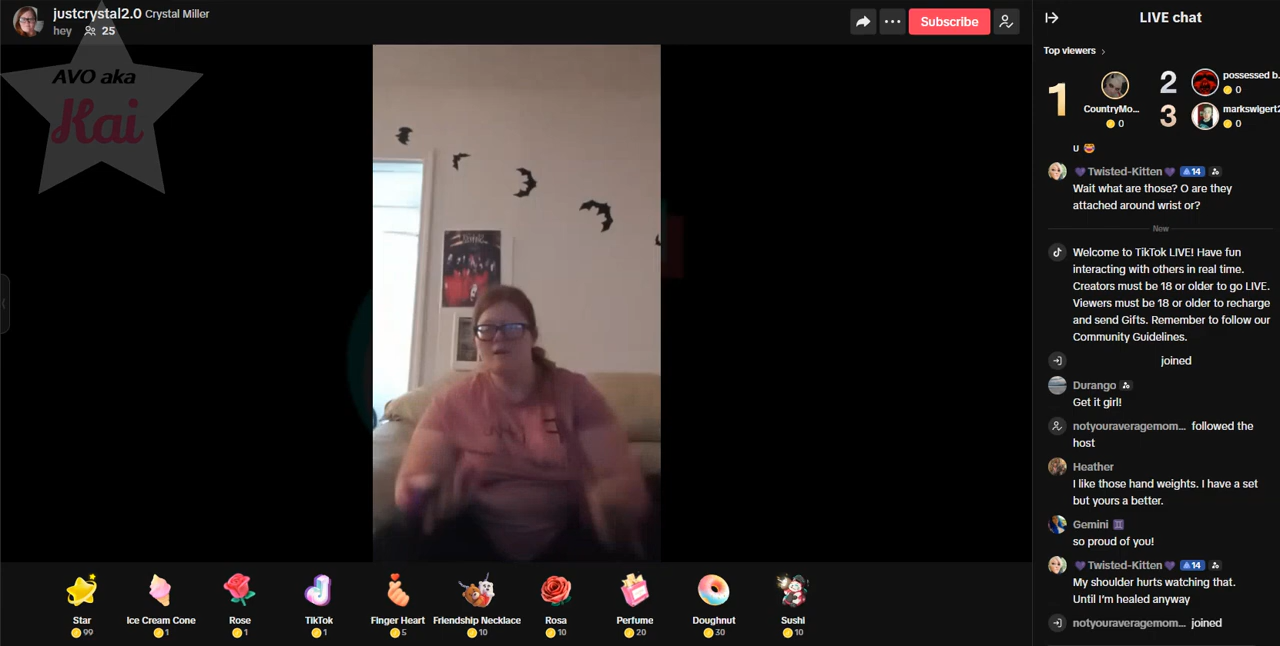 justcrystal2.0 Crystal Miller
hey 25
AVO aka
Kai
Subscribe
LIVE chat
Top viewers
1
CountryMo...
0
2
possessed b.
0
3
markswigert2
0
u
Twisted-Kitten 14
Wait what are those? O are they
attached around wrist or?
New
Welcome to TikTok LIVE! Have fun
interacting with others in real time.
Creators must be 18 or older to go LIVE.
Viewers must be 18 or older to recharge
and send Gifts. Remember to follow our
Community Guidelines.
joined
Durango
Get it girl!
notyouraveragemom... followed the
host
Heather
I like those hand weights. I have a set
but yours a better.
Gemini
so proud of you!
Twisted-Kitten 14
My shoulder hurts watching that.
Until I'm healed anyway
notyouraveragemom... joined
Star
99
Ice Cream Cone
1
Rose
1
TikTok
1
Finger Heart
5
Friendship Necklace
10
Rosa
10
Perfume
20
Doughnut
30
Sushi
10